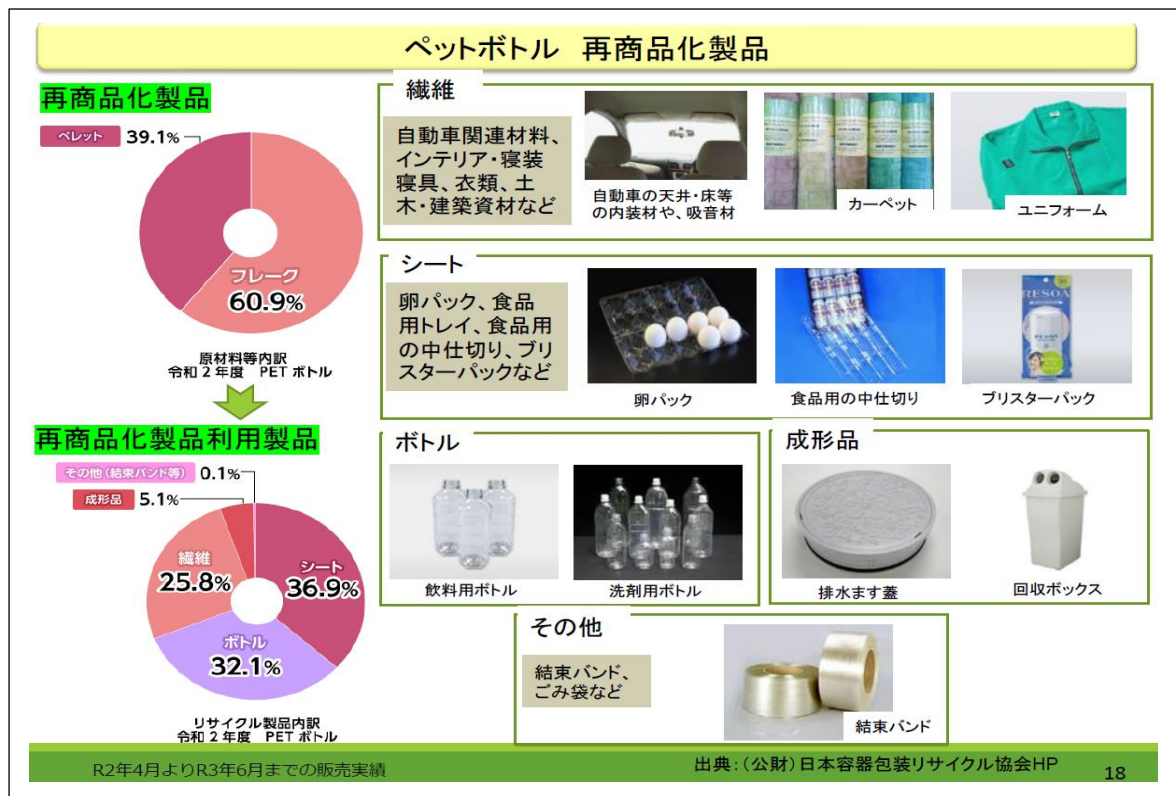 ペットボトル 再商品化製品
再商品化製品
ペレット 39.1%
フレーク
60.9%
原材料等内訳
令和2年度 PETボトル
再商品化製品利用製品
その他(結束バンド等) 0.1%
成形品 5.1%
繊維
25.8%
シート
36.9%
ボトル
32.1%
リサイクル製品内訳
令和2年度 PETボトル
繊維
自動車関連材料、
インテリア・寝装
寝具、衣類、土
木・建築資材など
自動車の天井・床等
の内装材や、吸音材
カーペット
ユニフォーム
シート
卵パック、食品
用トレイ、食品用
の中仕切り、ブリ
スターパックなど
RESOA
卵パック
食品用の中仕切り
ブリスターパック
ボトル
飲料用ボトル
洗剤用ボトル
成形品
排水ます蓋
回収ボックス
その他
結束バンド、
ごみ袋など
結束バンド
R2年4月よりR3年6月までの販売実績
出典:(公財)日本容器包装リサイクル協会HP
18